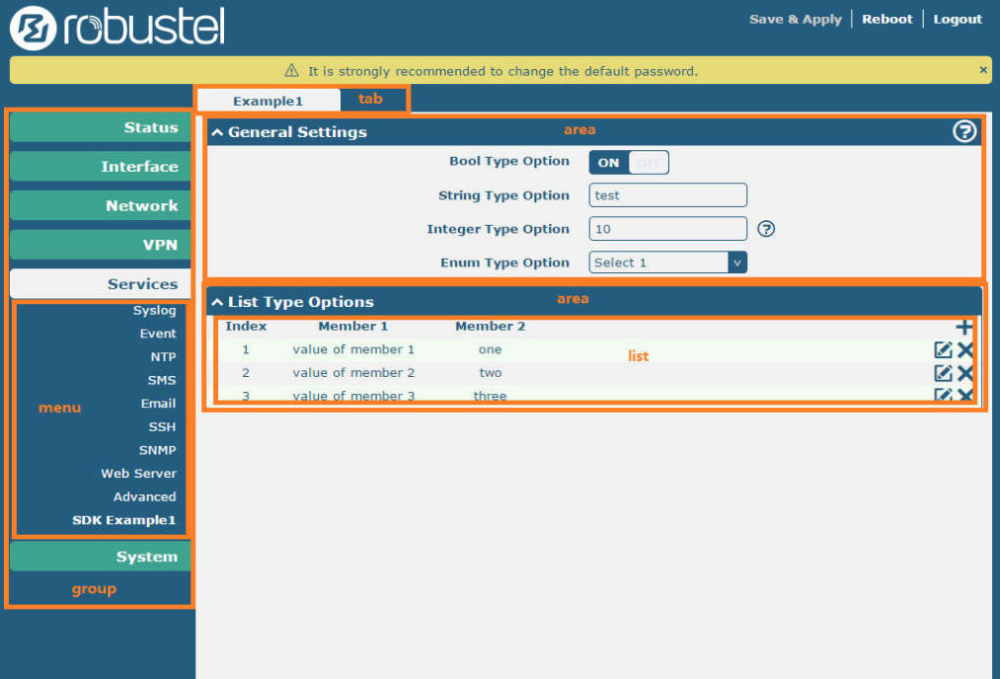 robustel
Save & Apply | Reboot | Logout
It is strongly recommended to change the default password. ×
Example1 tab
Status
Interface
Network
VPN
Services
Syslog
Event
NTP
SMS
Email
menu
SSH
SNMP
Web Server
Advanced
SDK Example1
System
group
General Settings area ?
Bool Type Option ON OFF
String Type Option test
Integer Type Option 10 ?
Enum Type Option Select 1 v
List Type Options area
Index Member 1 Member 2
1 value of member 1 one
list
2 value of member 2 two
3 value of member 3 three